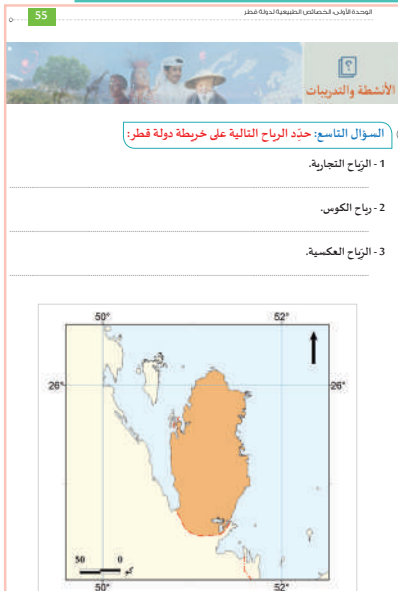 الوحدة الأولى: الخصائص الطبيعية لدولة قطر
55
الأنشطة والتدريبات
السؤال التاسع: حدّد الرياح التالية على خريطة دولة قطر:
1 - الرّياح التجارية.
2 - رياح الكوس.
3 - الرّياح العكسية.
50° 52°
26° 26°
50 0
كم
50° 52°